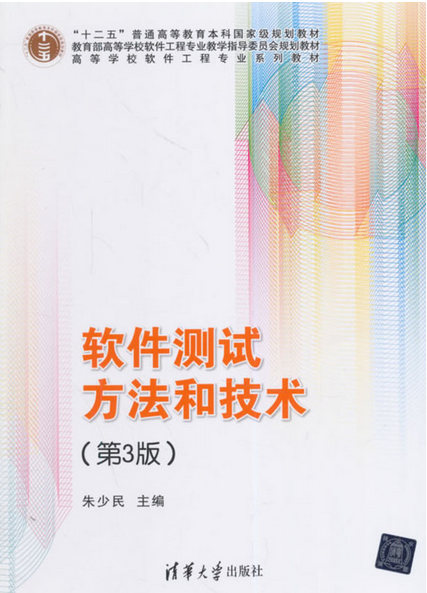 “十二五”普通高等教育本科国家级规划教材
教育部高等学校软件工程专业教学指导委员会规划教材
高等学校软件工程专业系列教材
十二五
软件测试
方法和技术
（第3版）
朱少民 主编
清华大学出版社